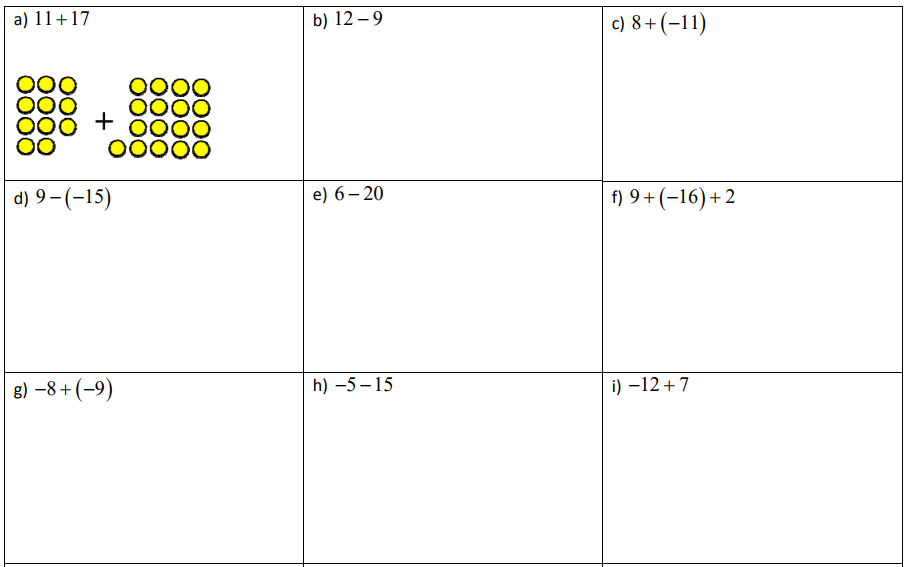 a) 11+17
b) 12−9
c) 8+(−11)
+
d) 9−(−15)
e) 6−20
f) 9+(−16)+2
g) −8+(−9)
h) −5−15
i) −12+7